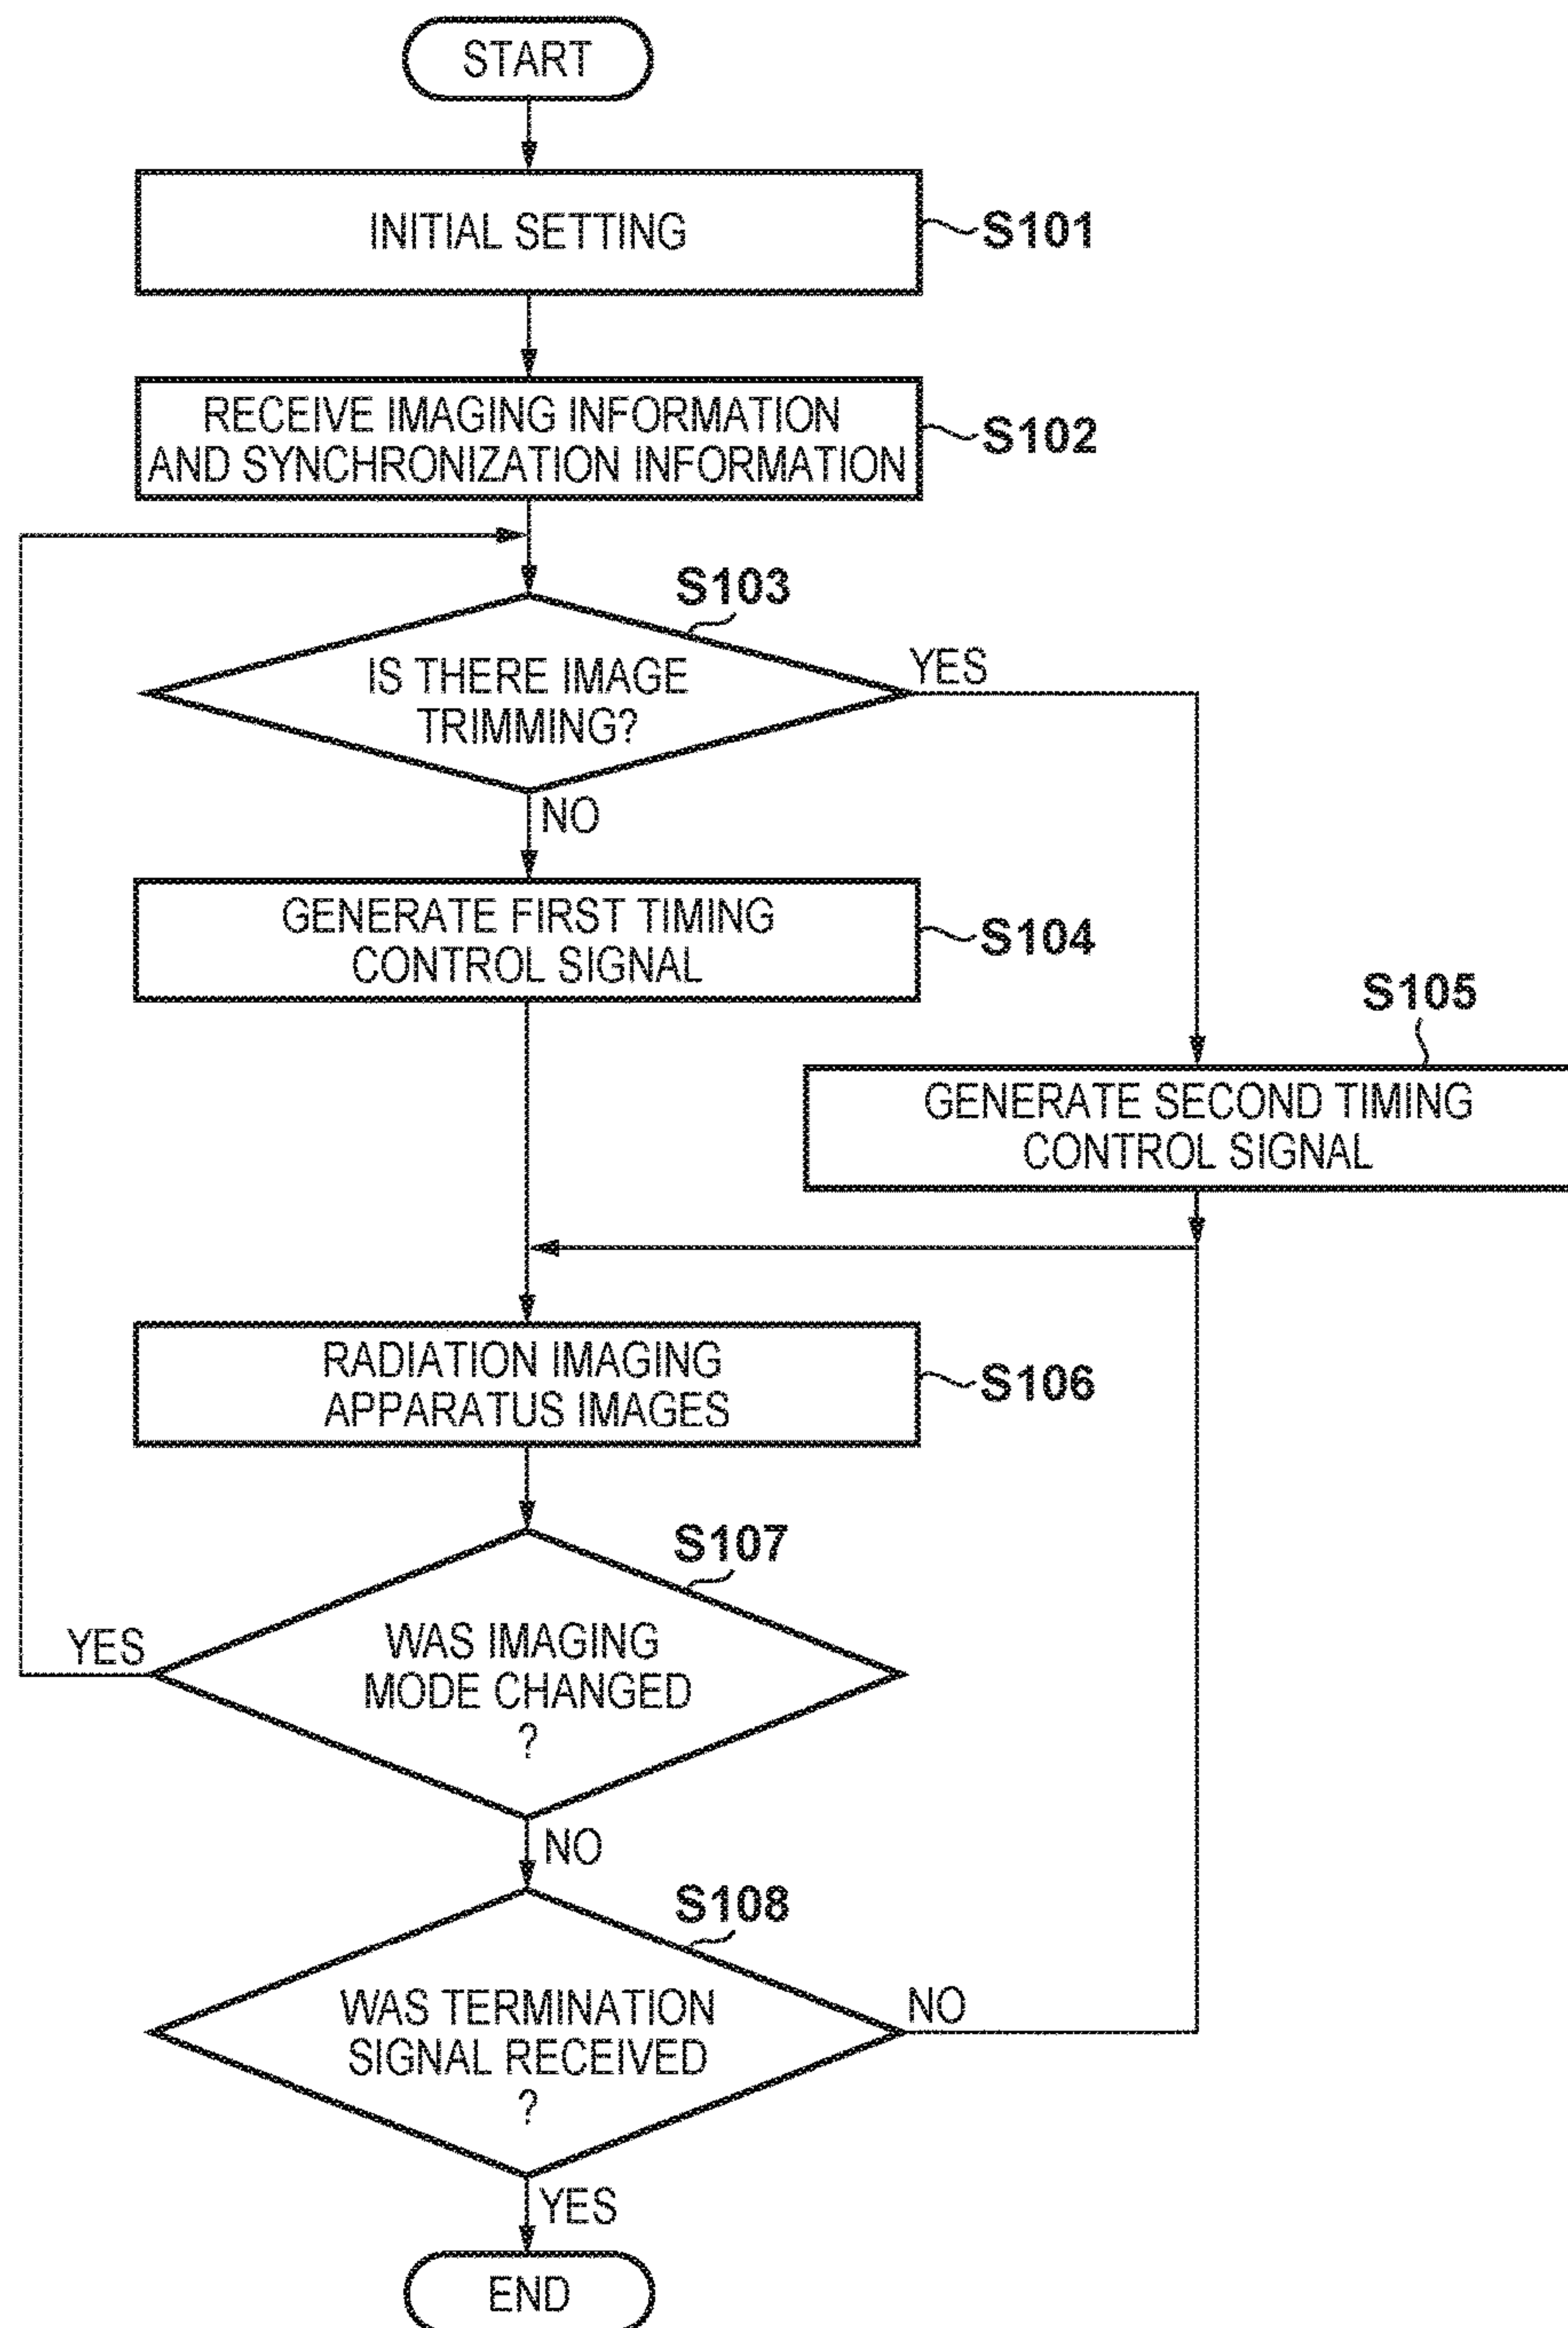 START
INITIAL SETTING
S101
RECEIVE IMAGING INFORMATION
AND SYNCHRONIZATION INFORMATION
S102
S103
IS THERE IMAGE
TRIMMING?
YES
NO
GENERATE FIRST TIMING
CONTROL SIGNAL
S104
S105
GENERATE SECOND TIMING
CONTROL SIGNAL
RADIATION IMAGING
APPARATUS IMAGES
S106
S107
WAS IMAGING
MODE CHANGED
?
YES
NO
S108
WAS TERMINATION
SIGNAL RECEIVED
?
NO
YES
END